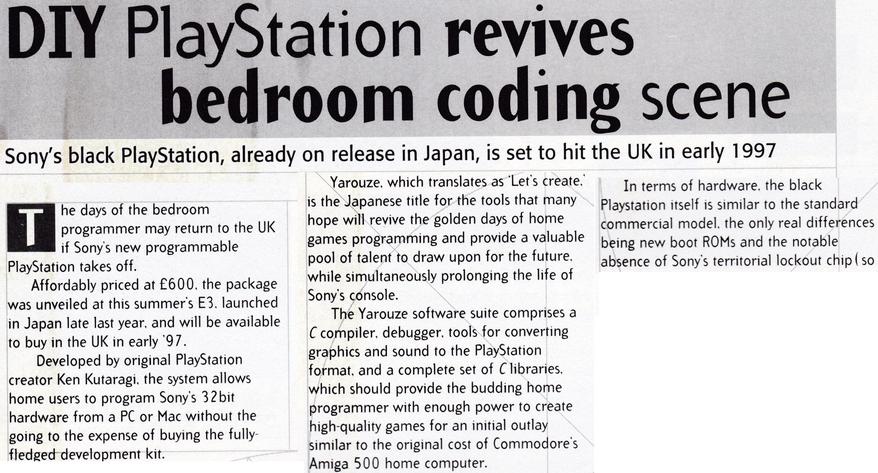 DIY PlayStation revives
bedroom coding scene
Sony's black PlayStation, already on release in Japan, is set to hit the UK in early 1997
The days of the bedroom
programmer may return to the UK
if Sony's new programmable
PlayStation takes off.
Affordably priced at £600, the package
was unveiled at this summer's E3, launched
in Japan late last year, and will be available
to buy in the UK in early '97.
Developed by original PlayStation
creator Ken Kutaragi, the system allows
home users to program Sony's 32bit
hardware from a PC or Mac without the
going to the expense of buying the fully-
fledged development kit.
Yarouze, which translates as 'Let's create,'
is the Japanese title for the tools that many
hope will revive the golden days of home
games programming and provide a valuable
pool of talent to draw upon for the future,
while simultaneously prolonging the life of
Sony's console.
The Yarouze software suite comprises a
C compiler, debugger, tools for converting
graphics and sound to the PlayStation
format, and a complete set of C libraries,
which should provide the budding home
programmer with enough power to create
high-quality games for an initial outlay
similar to the original cost of Commodore's
Amiga 500 home computer.
In terms of hardware, the black
Playstation itself is similar to the standard
commercial model, the only real differences
being new boot ROMs and the notable
absence of Sony's territorial lockout chip (so